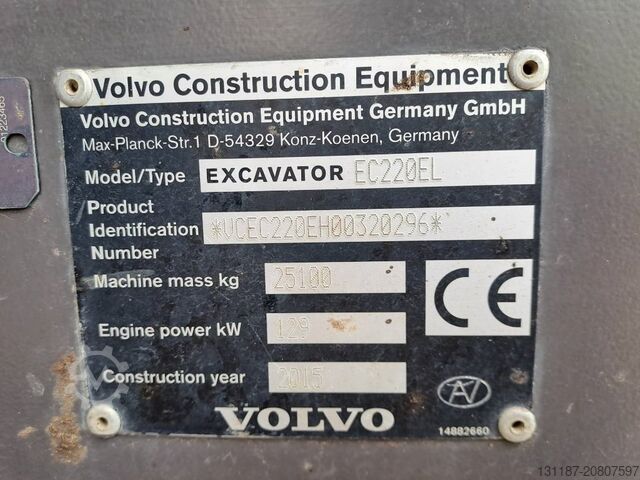 Volvo Construction Equipment
Volvo Construction Equipment Germany GmbH
Max-Planck-Str.1 D-54329 Konz-Koenen, Germany
Model/Type EXCAVATOR EC220EL
Product
Identification *VCEC220EH00320296*
Number
Machine mass kg 25100
CE
Engine power kW 129
Construction year 2015
VOLVO
14882660
131187-20807597